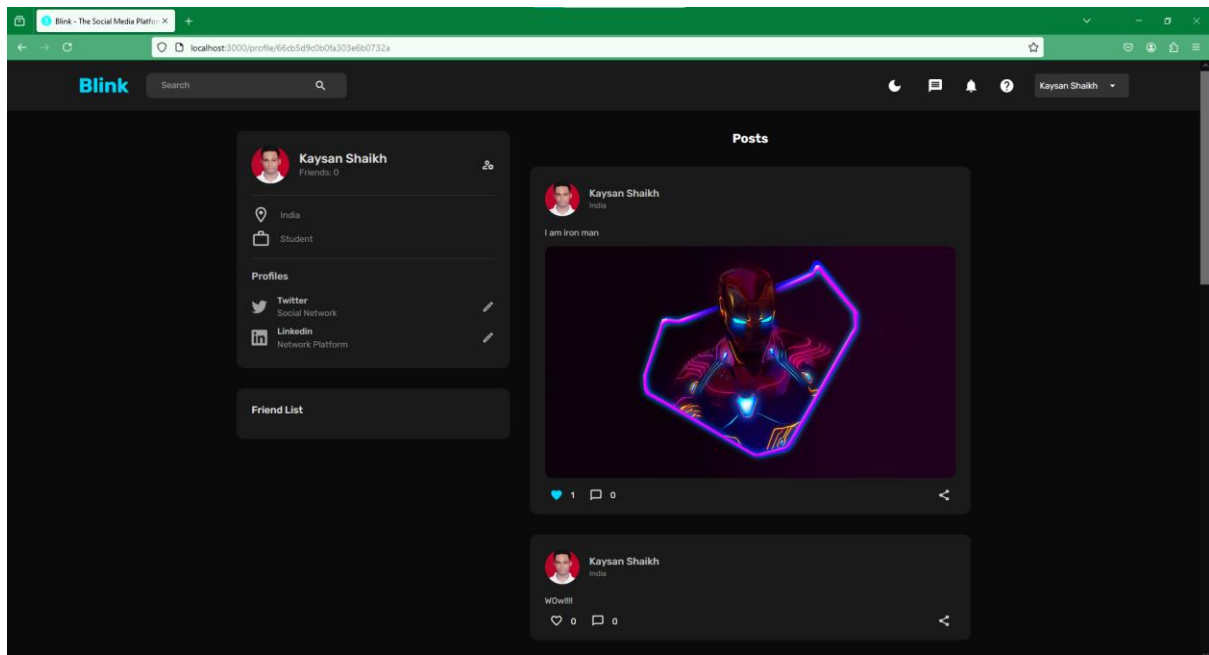 Blink - The Social Media Platfor
localhost:3000/profile/66cb5d9c0b0fa303e6b0732a
Blink
Search
Kaysan Shaikh
Kaysan Shaikh
Friends: 0
India
Student
Profiles
Twitter
Social Network
Linkedin
Network Platform
Friend List
Posts
Kaysan Shaikh
India
I am iron man
1
0
Kaysan Shaikh
India
WOw!!!!
0
0